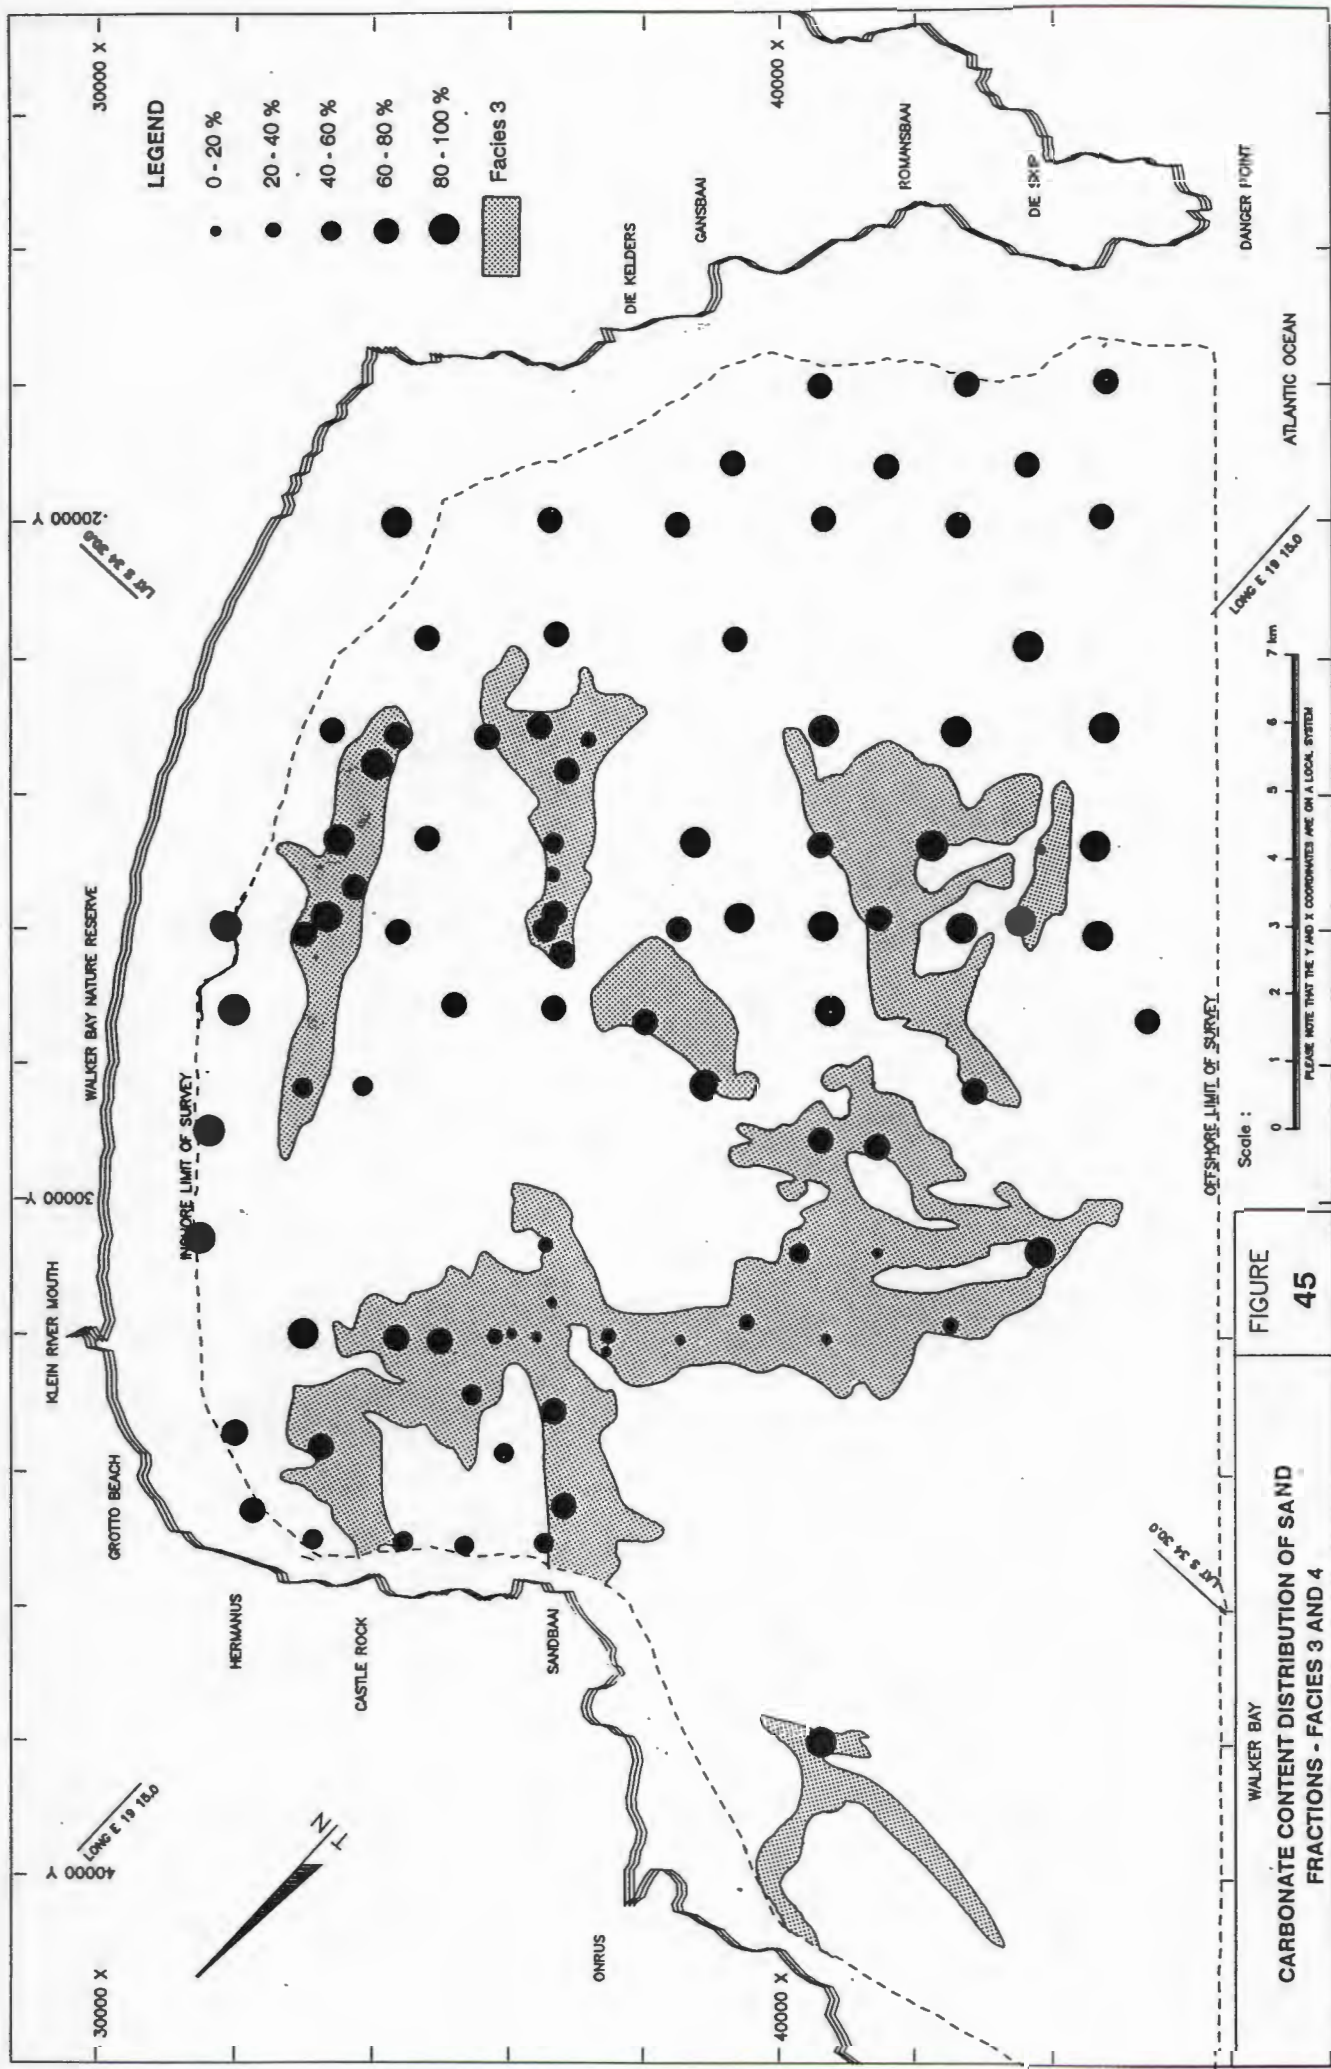 30000 X
40000 X
LEGEND
0 - 20 %
20 - 40 %
40 - 60 %
60 - 80 %
80 - 100 %
Facies 3
ROMANSBAAI
GANSBAAI
DIE SKIP
DIE KELDERS
DANGER POINT
ATLANTIC OCEAN
20000 Y
LAT S 34 30.0
LONG E 19 15.0
WALKER BAY NATURE RESERVE
INSHORE LIMIT OF SURVEY
30000 Y
KLEIN RIVER MOUTH
GROTTO BEACH
HERMANUS
CASTLE ROCK
SANDBAAI
ONRUS
LONG E 19 15.0
T/N
40000 Y
30000 X
40000 X
LAT S 34 30.0
OFFSHORE LIMIT OF SURVEY
Scale :
0 1 2 3 4 5 6 7 km
PLEASE NOTE THAT THE Y AND X COORDINATES ARE ON A LOCAL SYSTEM
FIGURE
45
WALKER BAY
CARBONATE CONTENT DISTRIBUTION OF SAND
FRACTIONS - FACIES 3 AND 4